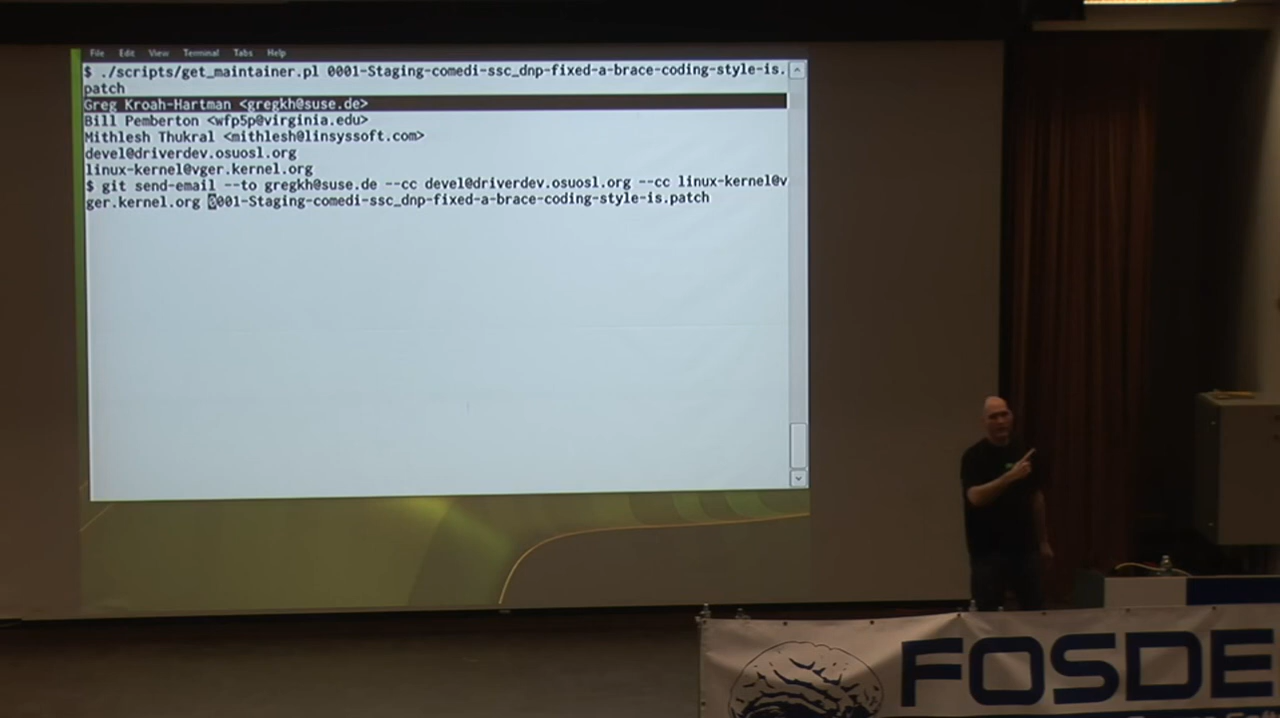 File Edit View Terminal Tabs Help
$ ./scripts/get_maintainer.pl 0001-Staging-comedi-ssc_dnp-fixed-a-brace-coding-style-is.
patch
Greg Kroah-Hartman <gregkh@suse.de>
Bill Pemberton <wfp5p@virginia.edu>
Mithlesh Thukral <mithlesh@linsyssoft.com>
devel@driverdev.osuosl.org
linux-kernel@vger.kernel.org
$ git send-email --to gregkh@suse.de --cc devel@driverdev.osuosl.org --cc linux-kernel@v
ger.kernel.org 0001-Staging-comedi-ssc_dnp-fixed-a-brace-coding-style-is.patch
FOSDE